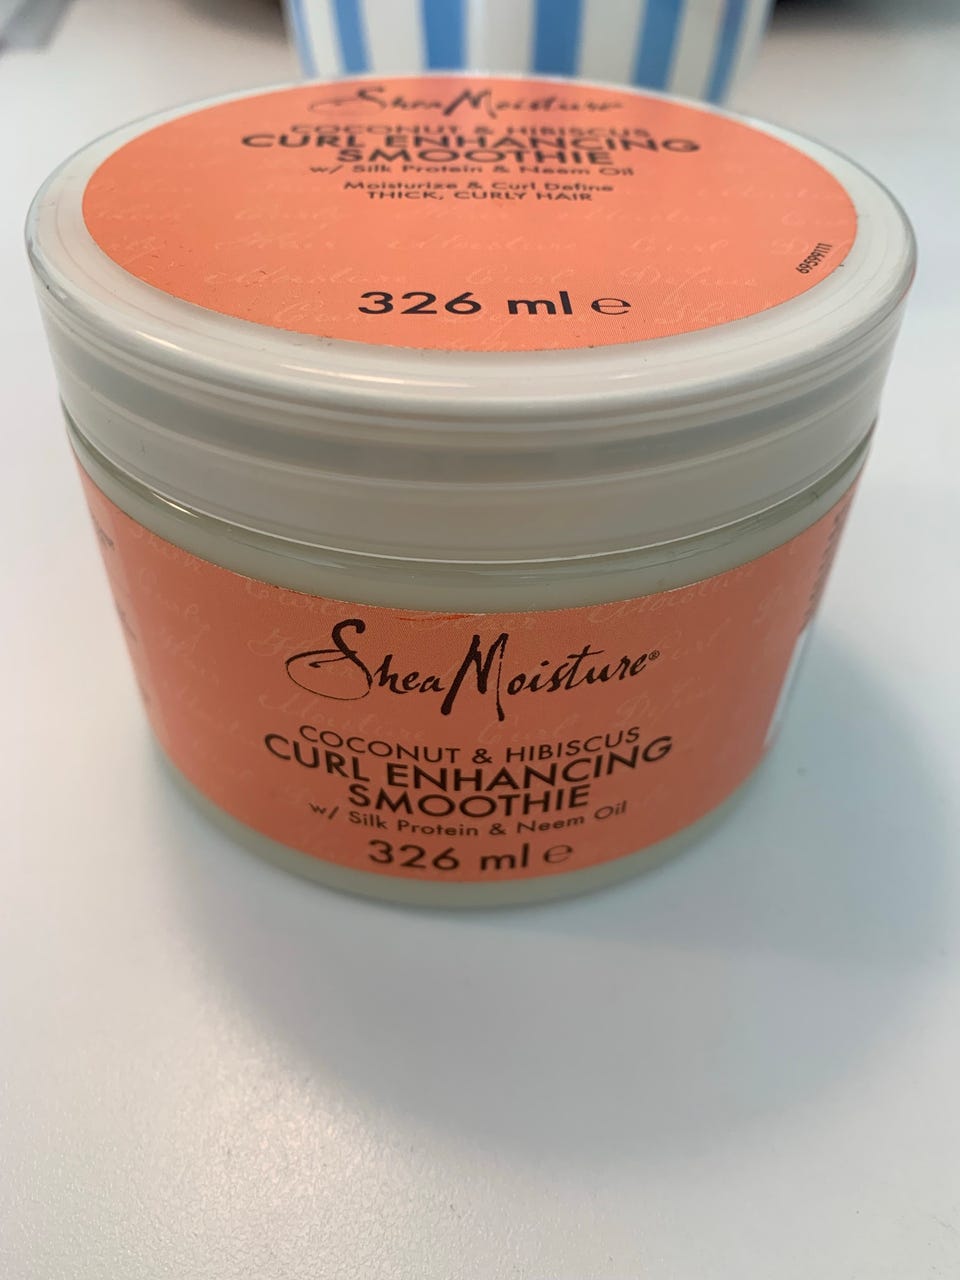 SheaMoisture
COCONUT & HIBISCUS
CURL ENHANCING
SMOOTHIE
w/ Silk Protein & Neem Oil
Moisturize & Curl Define
THICK, CURLY HAIR
69599111
326 ml e
SheaMoisture®
COCONUT & HIBISCUS
CURL ENHANCING
SMOOTHIE
w/ Silk Protein & Neem Oil
326 ml e